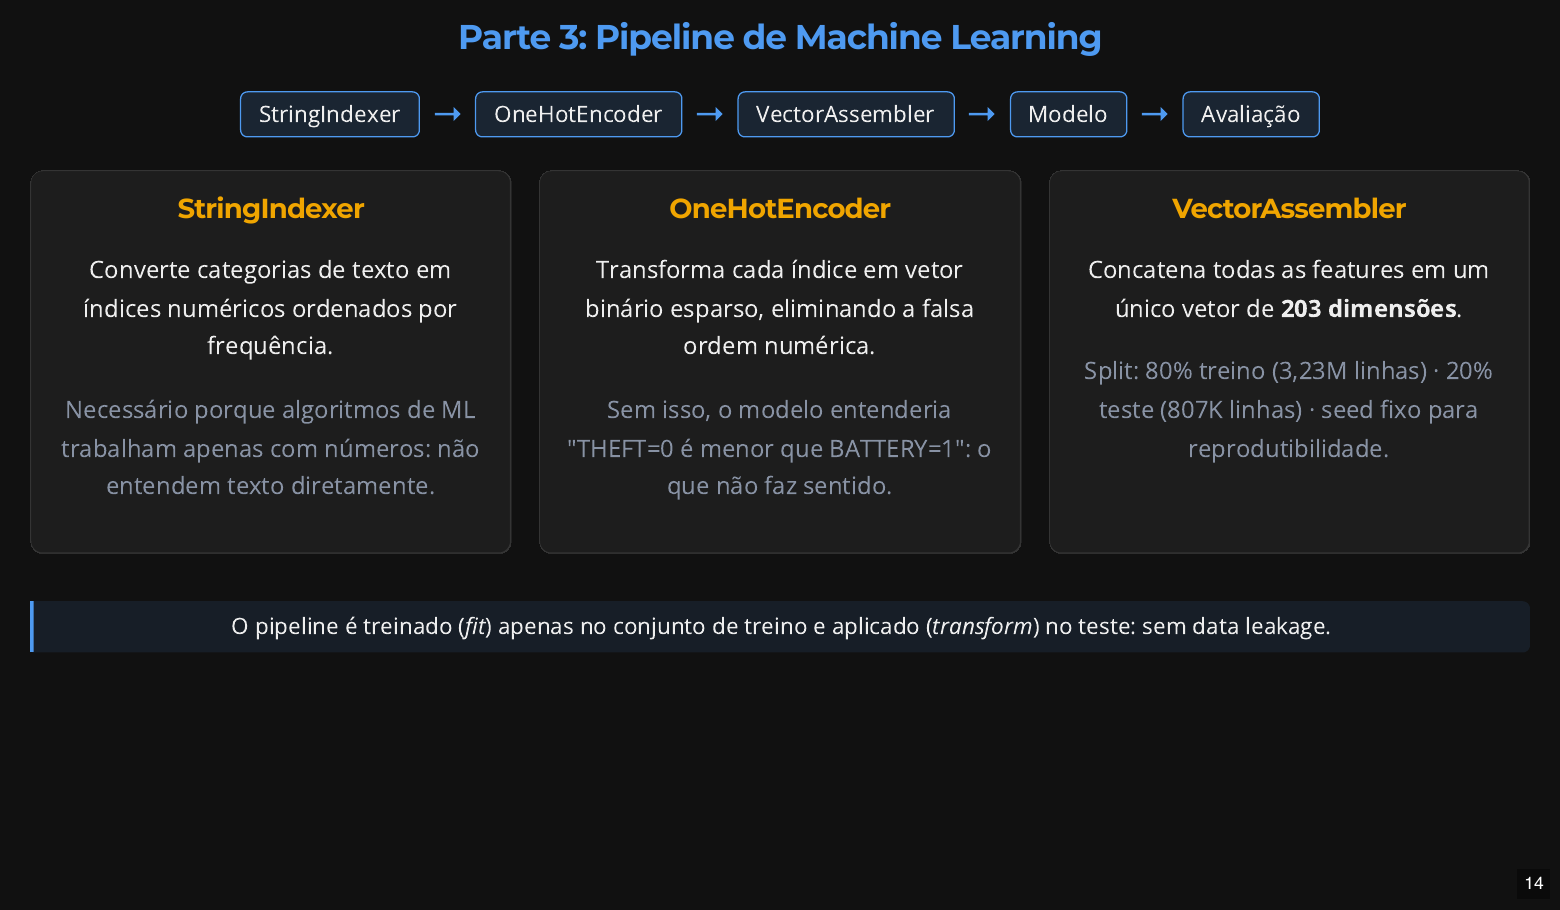 Parte 3: Pipeline de Machine Learning
StringIndexer → OneHotEncoder → VectorAssembler → Modelo → Avaliação
StringIndexer
Converte categorias de texto em
índices numéricos ordenados por
frequência.
Necessário porque algoritmos de ML
trabalham apenas com números: não
entendem texto diretamente.
OneHotEncoder
Transforma cada índice em vetor
binário esparso, eliminando a falsa
ordem numérica.
Sem isso, o modelo entenderia
"THEFT=0 é menor que BATTERY=1": o
que não faz sentido.
VectorAssembler
Concatena todas as features em um
único vetor de 203 dimensões.
Split: 80% treino (3,23M linhas) · 20%
teste (807K linhas) · seed fixo para
reprodutibilidade.
O pipeline é treinado (fit) apenas no conjunto de treino e aplicado (transform) no teste: sem data leakage.
14